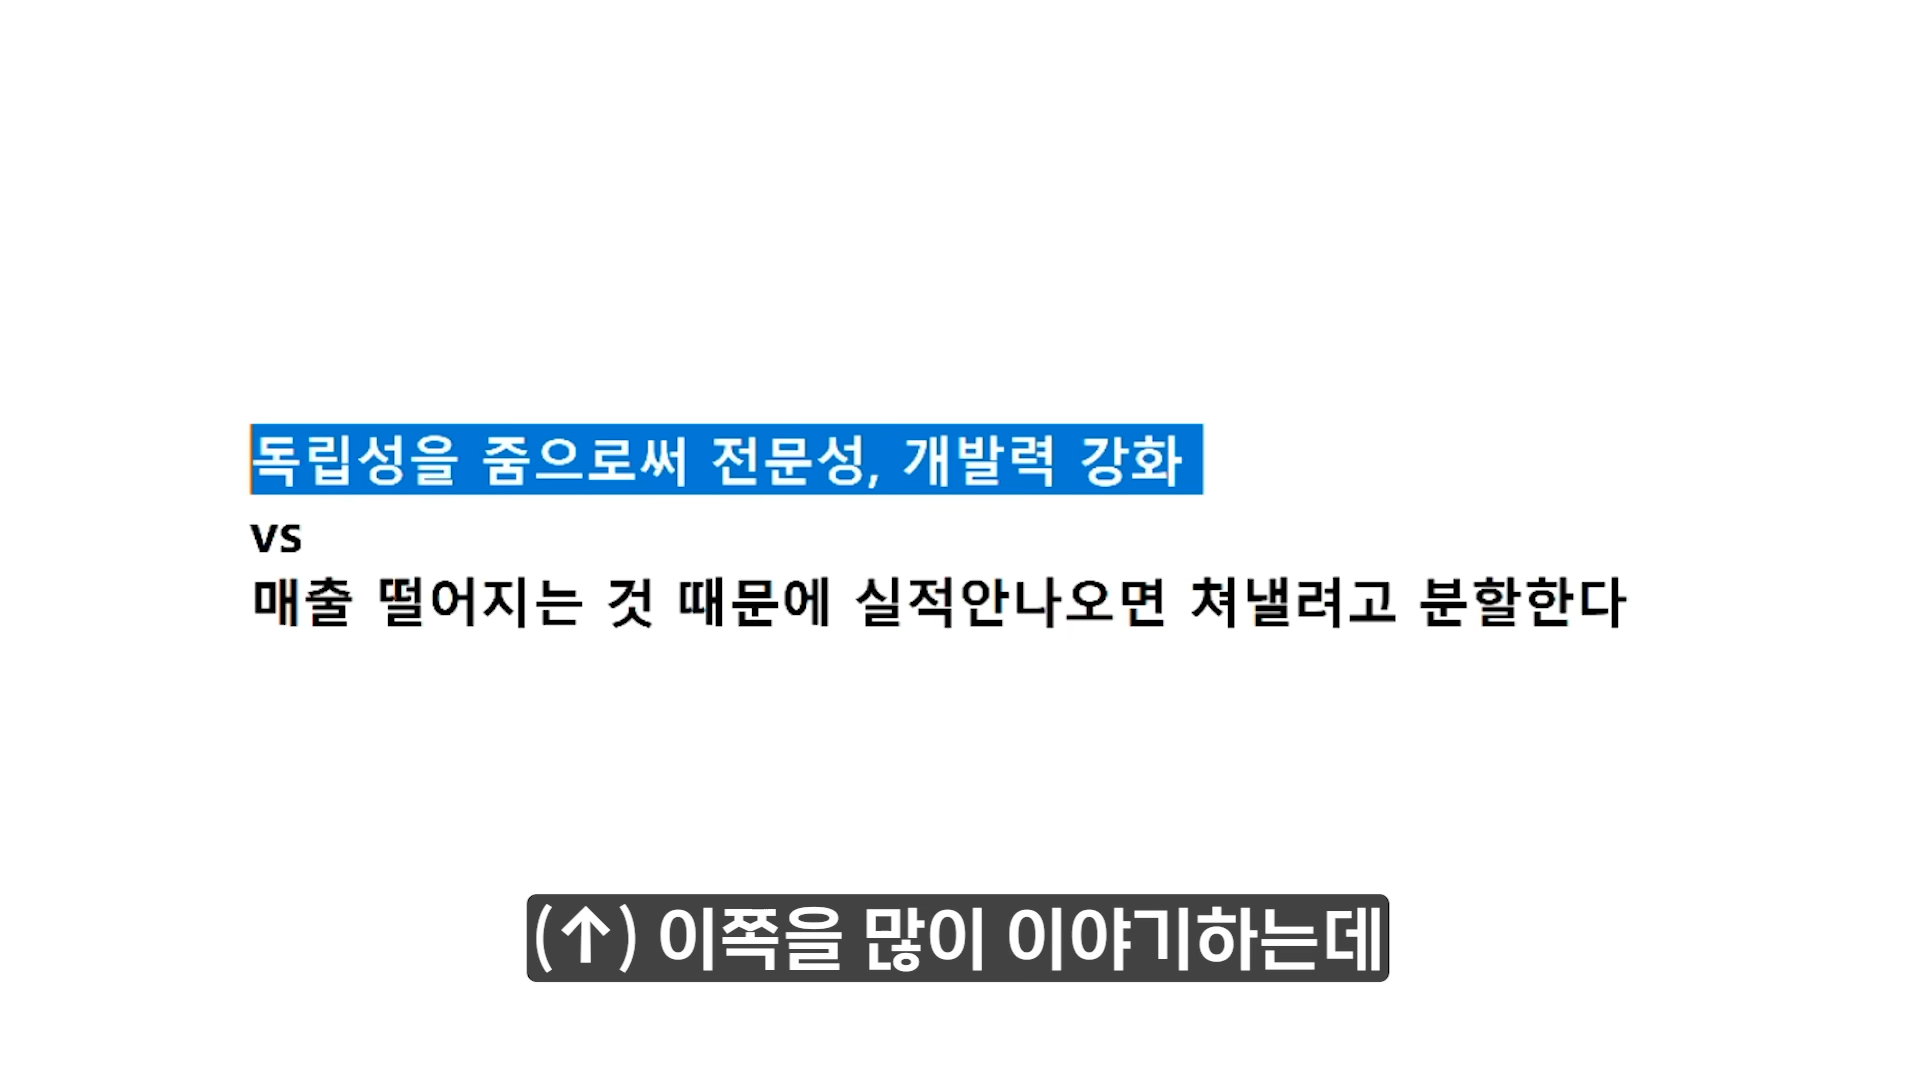 독립성을 줌으로써 전문성, 개발력 강화
vs
매출 떨어지는 것 때문에 실적안나오면 쳐낼려고 분할한다
(↑) 이쪽을 많이 이야기하는데